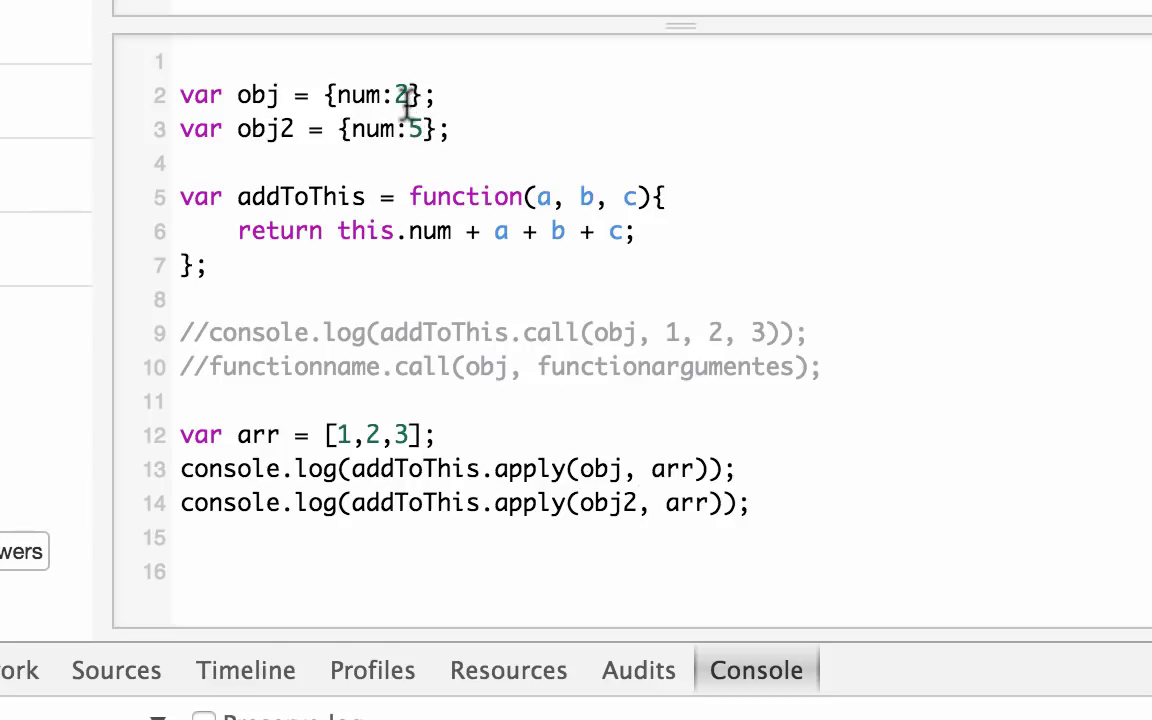 1
2 var obj = {num:2};
3 var obj2 = {num:5};
4
5 var addToThis = function(a, b, c){
6 return this.num + a + b + c;
7 };
8
9 //console.log(addToThis.call(obj, 1, 2, 3));
10 //functionname.call(obj, functionargumentes);
11
12 var arr = [1,2,3];
13 console.log(addToThis.apply(obj, arr));
14 console.log(addToThis.apply(obj2, arr));
15
wers
16
ork Sources Timeline Profiles Resources Audits Console
Preserve log